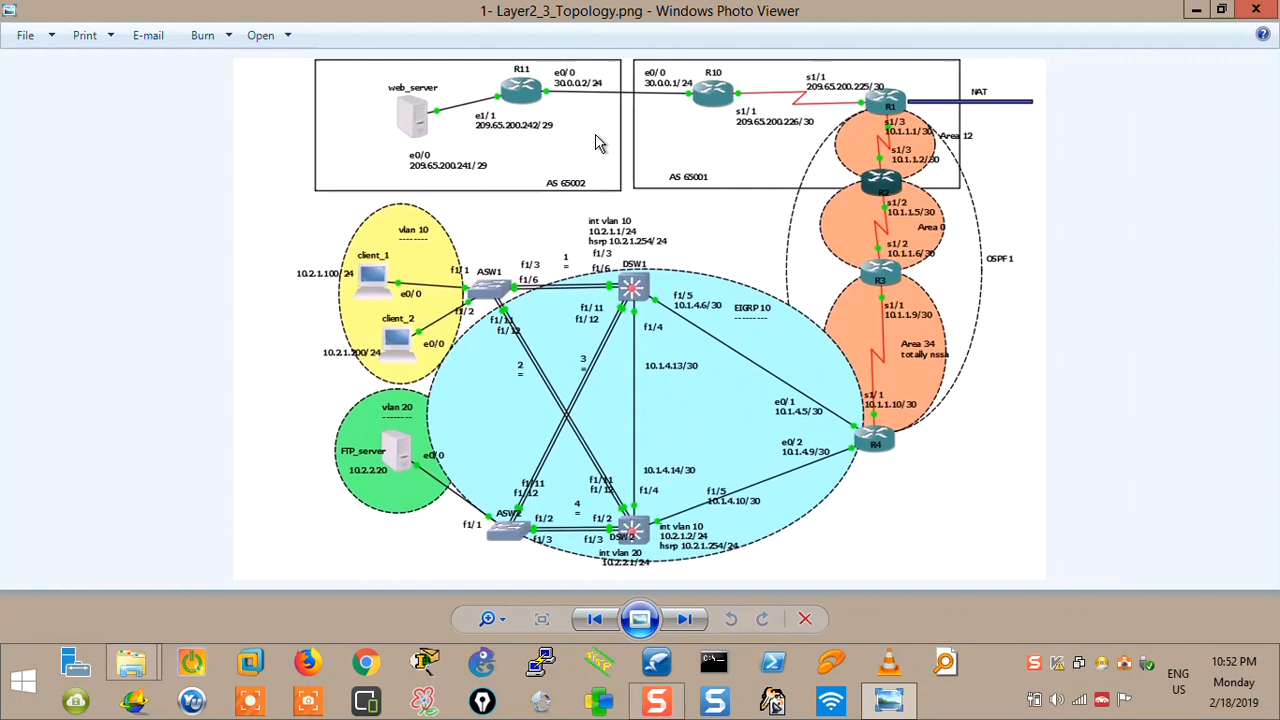 1- Layer2_3_Topology.png - Windows Photo Viewer
File Print E-mail Burn Open
web_server
R11
e0/0
30.0.0.2/24
e1/1
209.65.200.242/29
e0/0
209.65.200.241/29
AS 65002
e0/0
30.0.0.1/24
R10
s1/1
209.65.200.225/30
s1/1
209.65.200.226/30
AS 65001
R1
NAT
s1/3
10.1.1.1/30
Area 12
s1/3
10.1.1.2/30
R2
s1/2
10.1.1.5/30
Area 0
s1/2
10.1.1.6/30
R3
OSPF 1
s1/1
10.1.1.9/30
Area 34
totally nssa
s1/1
10.1.1.10/30
R4
vlan 10
--------
client_1
10.2.1.100/24
e0/0
client_2
10.2.1.200/24
e0/0
f1/1
f1/2
ASW1
f1/3
f1/6
f1/11
f1/12
1
=
int vlan 10
10.2.1.1/24
hsrp 10.2.1.254/24
f1/3
f1/6
DSW1
f1/11
f1/12
f1/5
10.1.4.6/30
f1/4
EIGRP 10
---------
2
=
3
=
10.1.4.13/30
e0/1
10.1.4.5/30
e0/2
10.1.4.9/30
vlan 20
--------
FTP_server
10.2.2.20
e0/0
f1/1
ASW2
f1/11
f1/12
f1/2
f1/3
4
=
f1/11
f1/12
f1/2
f1/3
10.1.4.14/30
f1/4
f1/5
10.1.4.10/30
DSW2
int vlan 10
10.2.1.2/24
hsrp 10.2.1.254/24
int vlan 20
10.2.2.1/24
ENG
US
10:52 PM
Monday
2/18/2019